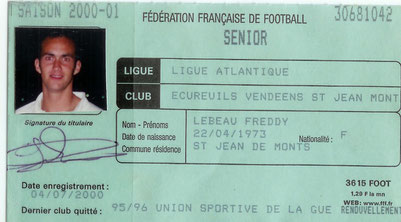 SAISON 2000-01
FÉDÉRATION FRANÇAISE DE FOOTBALL
30681042
SENIOR
LIGUE LIGUE ATLANTIQUE
CLUB ECUREUILS VENDEENS ST JEAN MONT
Signature du titulaire
Nom - Prénoms LEBEAU FREDDY
Date de naissance 22/04/1973 Nationalité : F
Commune résidence ST JEAN DE MONTS
Date enregistrement : 04/07/2000
3615 FOOT
1.29 F la mn
WEB: www.fff.fr
Dernier club quitté : 95/96 UNION SPORTIVE DE LA GUE RENOUVELLEMENT